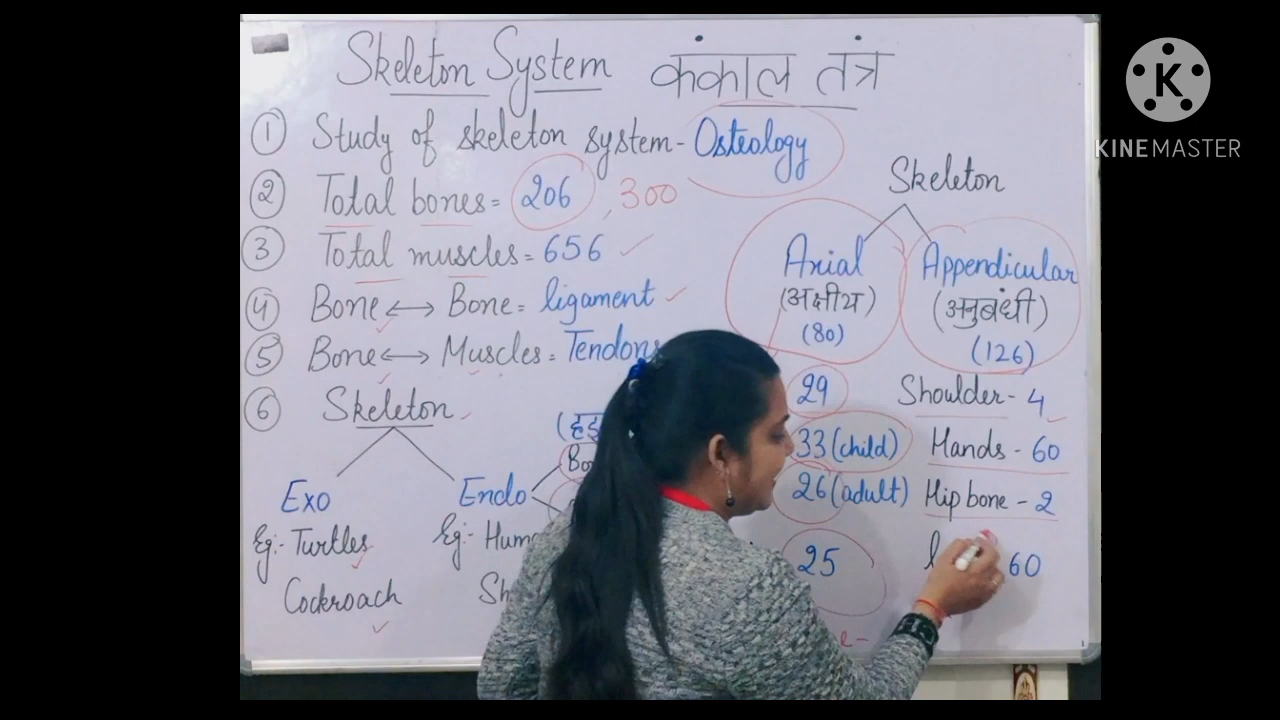 Skeleton System कंकाल तंत्र
① Study of skeleton system - Osteology
② Total bones = 206, 300
③ Total muscles = 656
④ Bone ↔ Bone = ligament
⑤ Bone ↔ Muscles = Tendons
⑥ Skeleton
Exo
Eg:- Turtles
Cockroach
Endo
Eg:-
Skeleton
Axial
(अक्षीय)
(80)
29
33 (child)
26 (adult)
25
Appendicular
(अनुबंधी)
(126)
Shoulder - 4
Hands - 60
Hip bone - 2
60
K
KINEMASTER